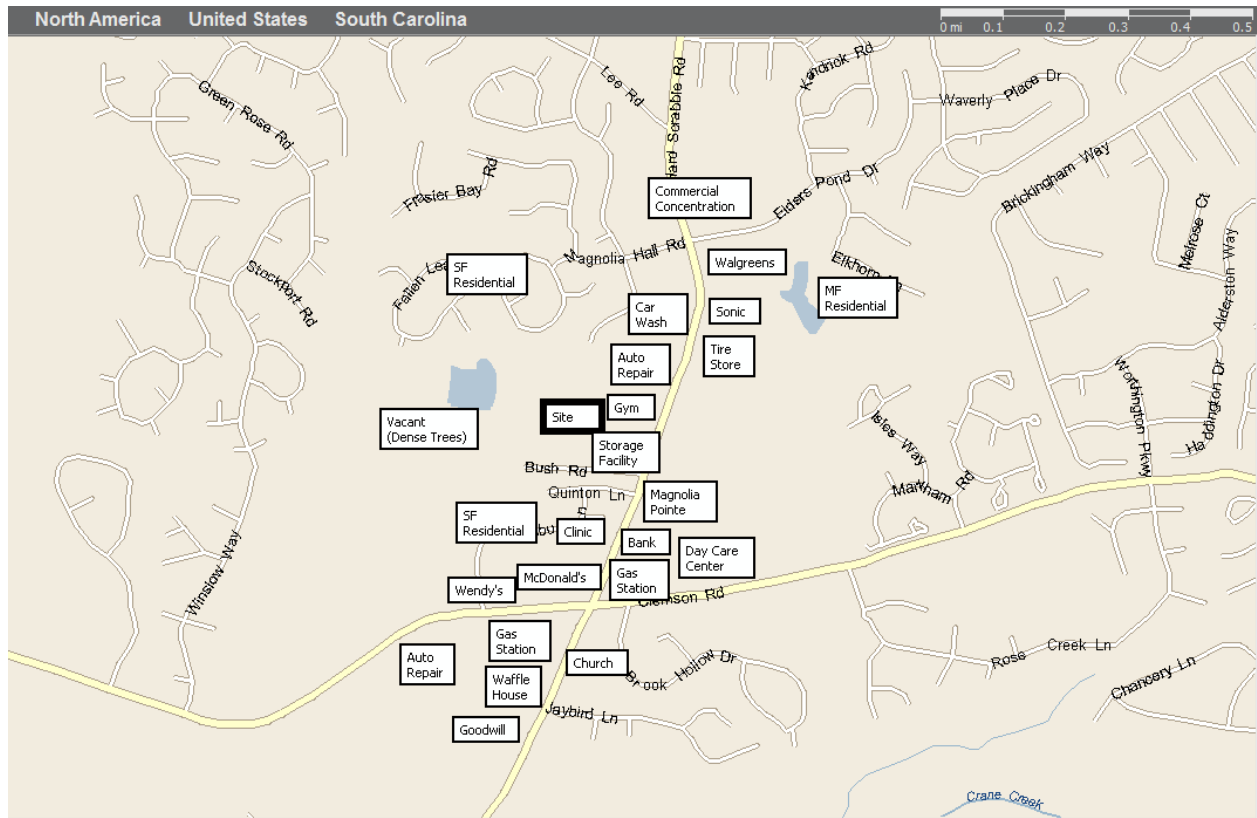 North America United States South Carolina
0 mi 0.1 0.2 0.3 0.4 0.5
Green Rose Rd
Lee Rd
Hard Scrabble Rd
Kendrick Rd
Waverly Place Dr
Brickingham Way
Frasier Bay Rd
Commercial
Concentration
Elders Pond Dr
Melrose Ct
Alderston Way
Magnolia Hall Rd
Stockport Rd
Fallen Lea
SF
Residential
Walgreens
Elkhorn Ln
MF
Residential
Car
Wash
Sonic
Auto
Repair
Tire
Store
Worthington Pkwy
Haddington Dr
Vacant
(Dense Trees)
Site
Gym
Isles Way
Storage
Facility
Bush Rd
Markham Rd
Quinton Ln
Magnolia
Pointe
SF
Residential
Clinic
Bank
Day Care
Center
Winslow Way
Wendy's
McDonald's
Gas
Station
Clemson Rd
Gas
Station
Auto
Repair
Waffle
House
Church
Brook Hollow Dr
Rose Creek Ln
Chancery Ln
Goodwill
Jaybird Ln
Crane Creek